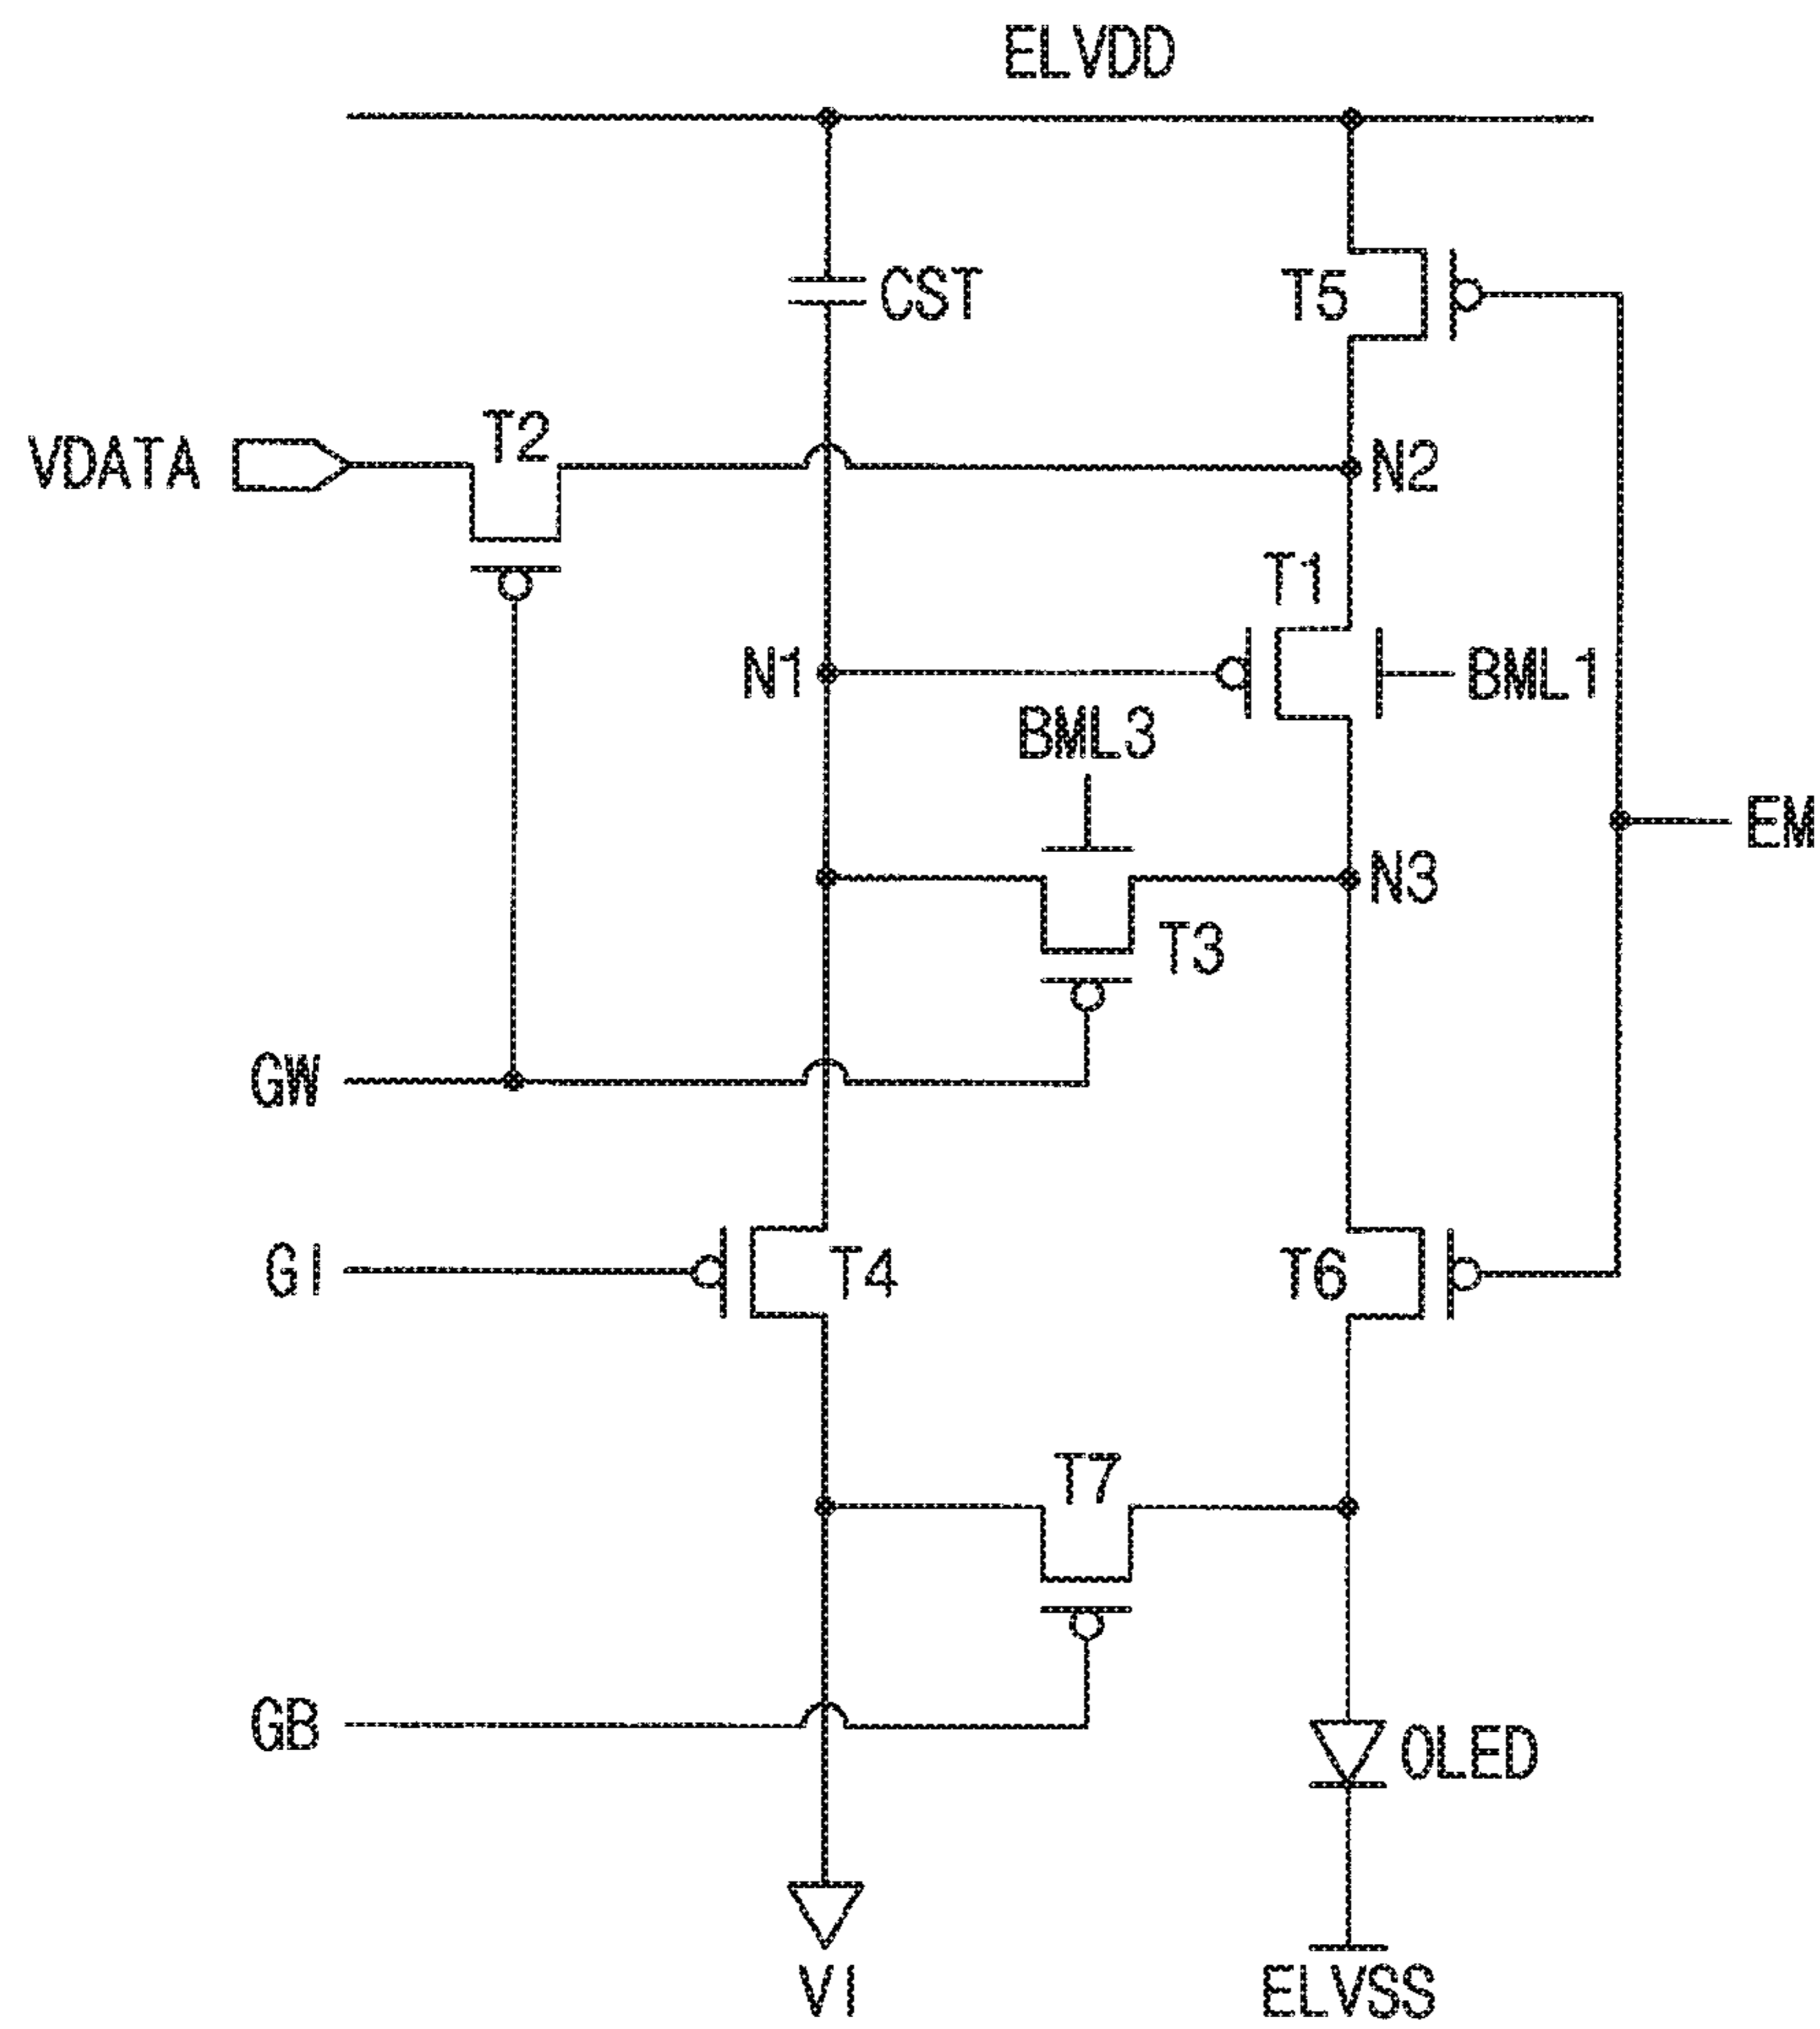 ELVDD
CST
T5
VDATA
T2
N2
T1
N1
BML1
BML3
EM
N3
T3
GW
GI
T4
T6
T7
GB
OLED
VI
ELVSS